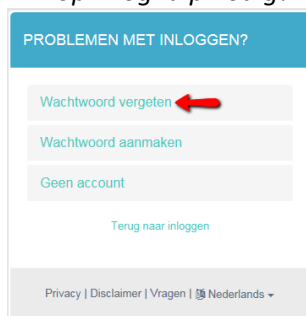 PROBLEMEN MET INLOGGEN?
Wachtwoord vergeten
Wachtwoord aanmaken
Geen account
Terug naar inloggen
Privacy | Disclaimer | Vragen | Nederlands